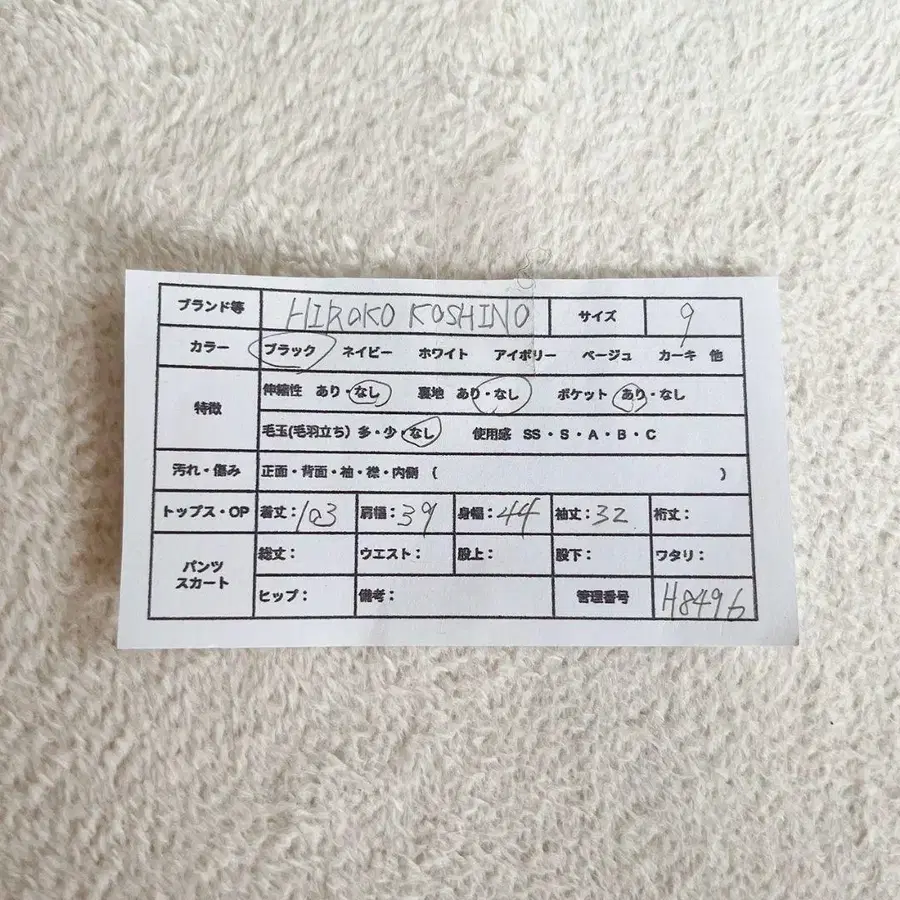 ブランド等 HIROKO KOSHINO サイズ 9
カラー ブラック ネイビー ホワイト アイボリー ベージュ カーキ 他
特徴 伸縮性 あり・なし 裏地 あり・なし ポケット あり・なし
毛玉(毛羽立ち) 多・少・なし 使用感 SS・S・A・B・C
汚れ・傷み 正面・背面・袖・襟・内側 ( )
トップス・OP 着丈:103 肩幅:39 身幅:44 袖丈:32 裄丈:
パンツ スカート 総丈: ウエスト: 股上: 股下: ワタリ:
ヒップ: 備考: 管理番号 H8496